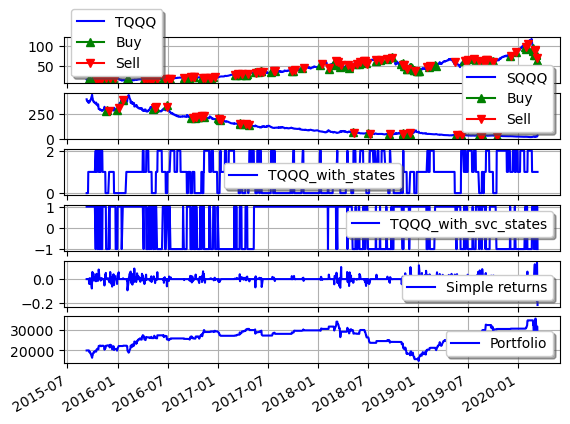 TQQQ
Buy
Sell
100
50
SQQQ
Buy
Sell
250
0
2
0
TQQQ_with_states
1
−1
TQQQ_with_svc_states
0.0
−0.2
Simple returns
30000
20000
Portfolio
2015-07
2016-01
2016-07
2017-01
2017-07
2018-01
2018-07
2019-01
2019-07
2020-01